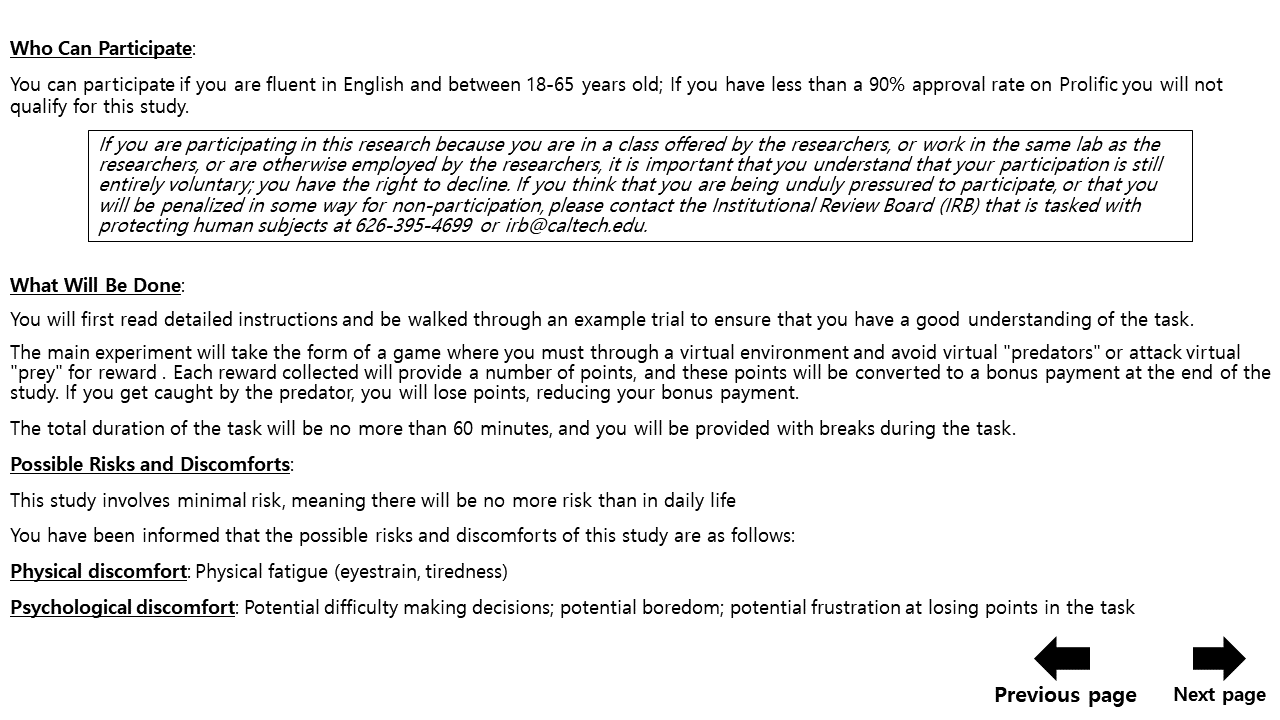 Who Can Participate:
You can participate if you are fluent in English and between 18-65 years old; If you have less than a 90% approval rate on Prolific you will not
qualify for this study.
If you are participating in this research because you are in a class offered by the researchers, or work in the same lab as the
researchers, or are otherwise employed by the researchers, it is important that you understand that your participation is still
entirely voluntary; you have the right to decline. If you think that you are being unduly pressured to participate, or that you
will be penalized in some way for non-participation, please contact the Institutional Review Board (IRB) that is tasked with
protecting human subjects at 626-395-4699 or irb@caltech.edu.
What Will Be Done:
You will first read detailed instructions and be walked through an example trial to ensure that you have a good understanding of the task.
The main experiment will take the form of a game where you must through a virtual environment and avoid virtual "predators" or attack virtual
"prey" for reward . Each reward collected will provide a number of points, and these points will be converted to a bonus payment at the end of the
study. If you get caught by the predator, you will lose points, reducing your bonus payment.
The total duration of the task will be no more than 60 minutes, and you will be provided with breaks during the task.
Possible Risks and Discomforts:
This study involves minimal risk, meaning there will be no more risk than in daily life
You have been informed that the possible risks and discomforts of this study are as follows:
Physical discomfort: Physical fatigue (eyestrain, tiredness)
Psychological discomfort: Potential difficulty making decisions; potential boredom; potential frustration at losing points in the task
Previous page
Next page